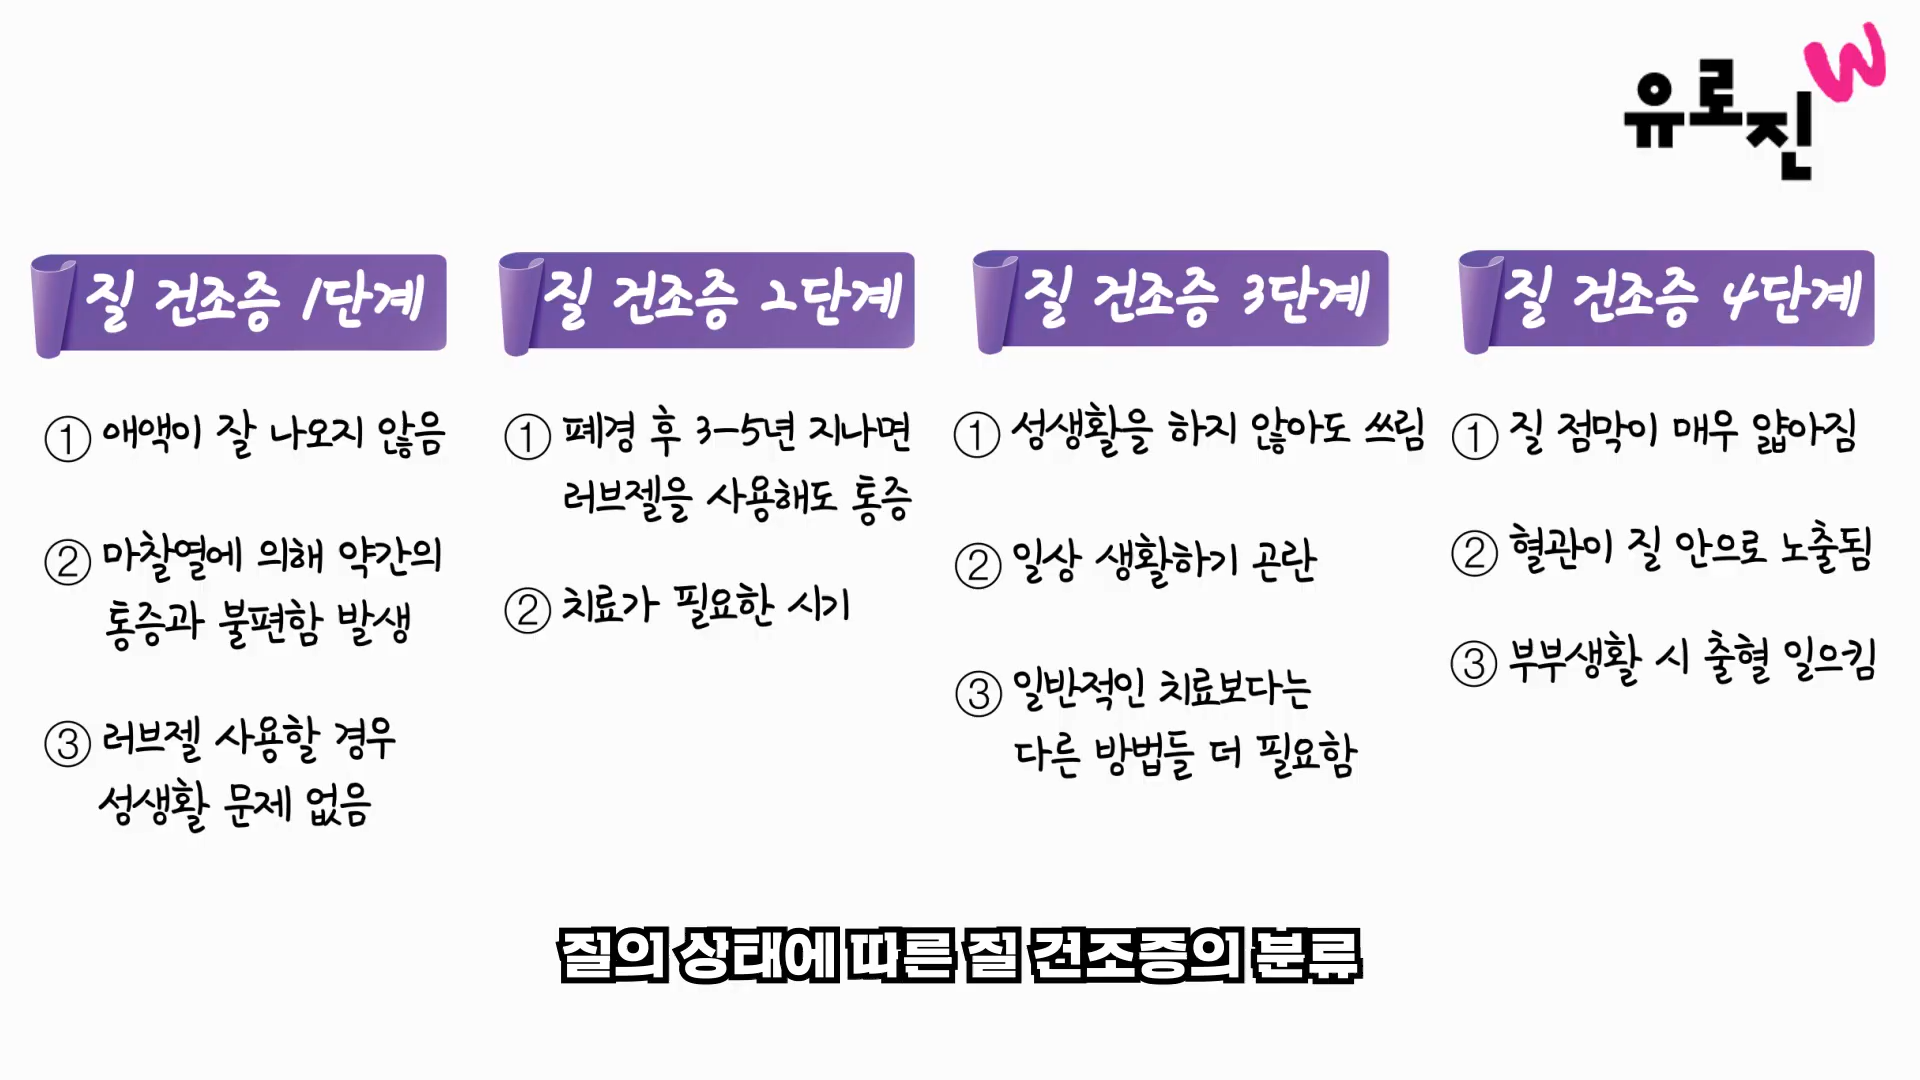 유로진 W
질 건조증 1단계
① 애액이 잘 나오지 않음
② 마찰열에 의해 약간의
통증과 불편함 발생
③ 러브젤 사용할 경우
성생활 문제 없음
질 건조증 2단계
① 폐경 후 3-5년 지나면
러브젤을 사용해도 통증
② 치료가 필요한 시기
질 건조증 3단계
① 성생활을 하지 않아도 쓰림
② 일상 생활하기 곤란
③ 일반적인 치료보다는
다른 방법들 더 필요함
질 건조증 4단계
① 질 점막이 매우 얇아짐
② 혈관이 질 안으로 노출됨
③ 부부생활 시 출혈 일으킴
질의 상태에 따른 질 건조증의 분류